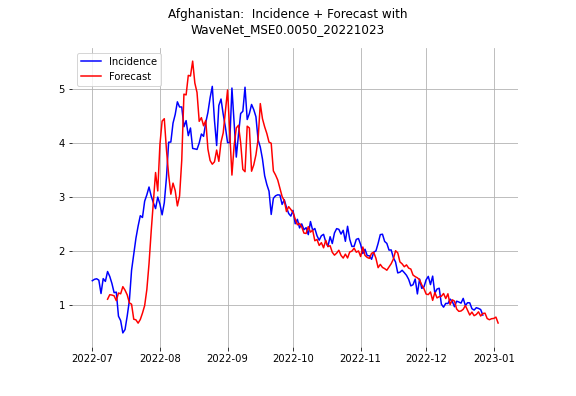 Afghanistan:  Incidence + Forecast with
WaveNet_MSE0.0050_20221023
Incidence
Forecast
5
4
3
2
1
2022-07 2022-08 2022-09 2022-10 2022-11 2022-12 2023-01